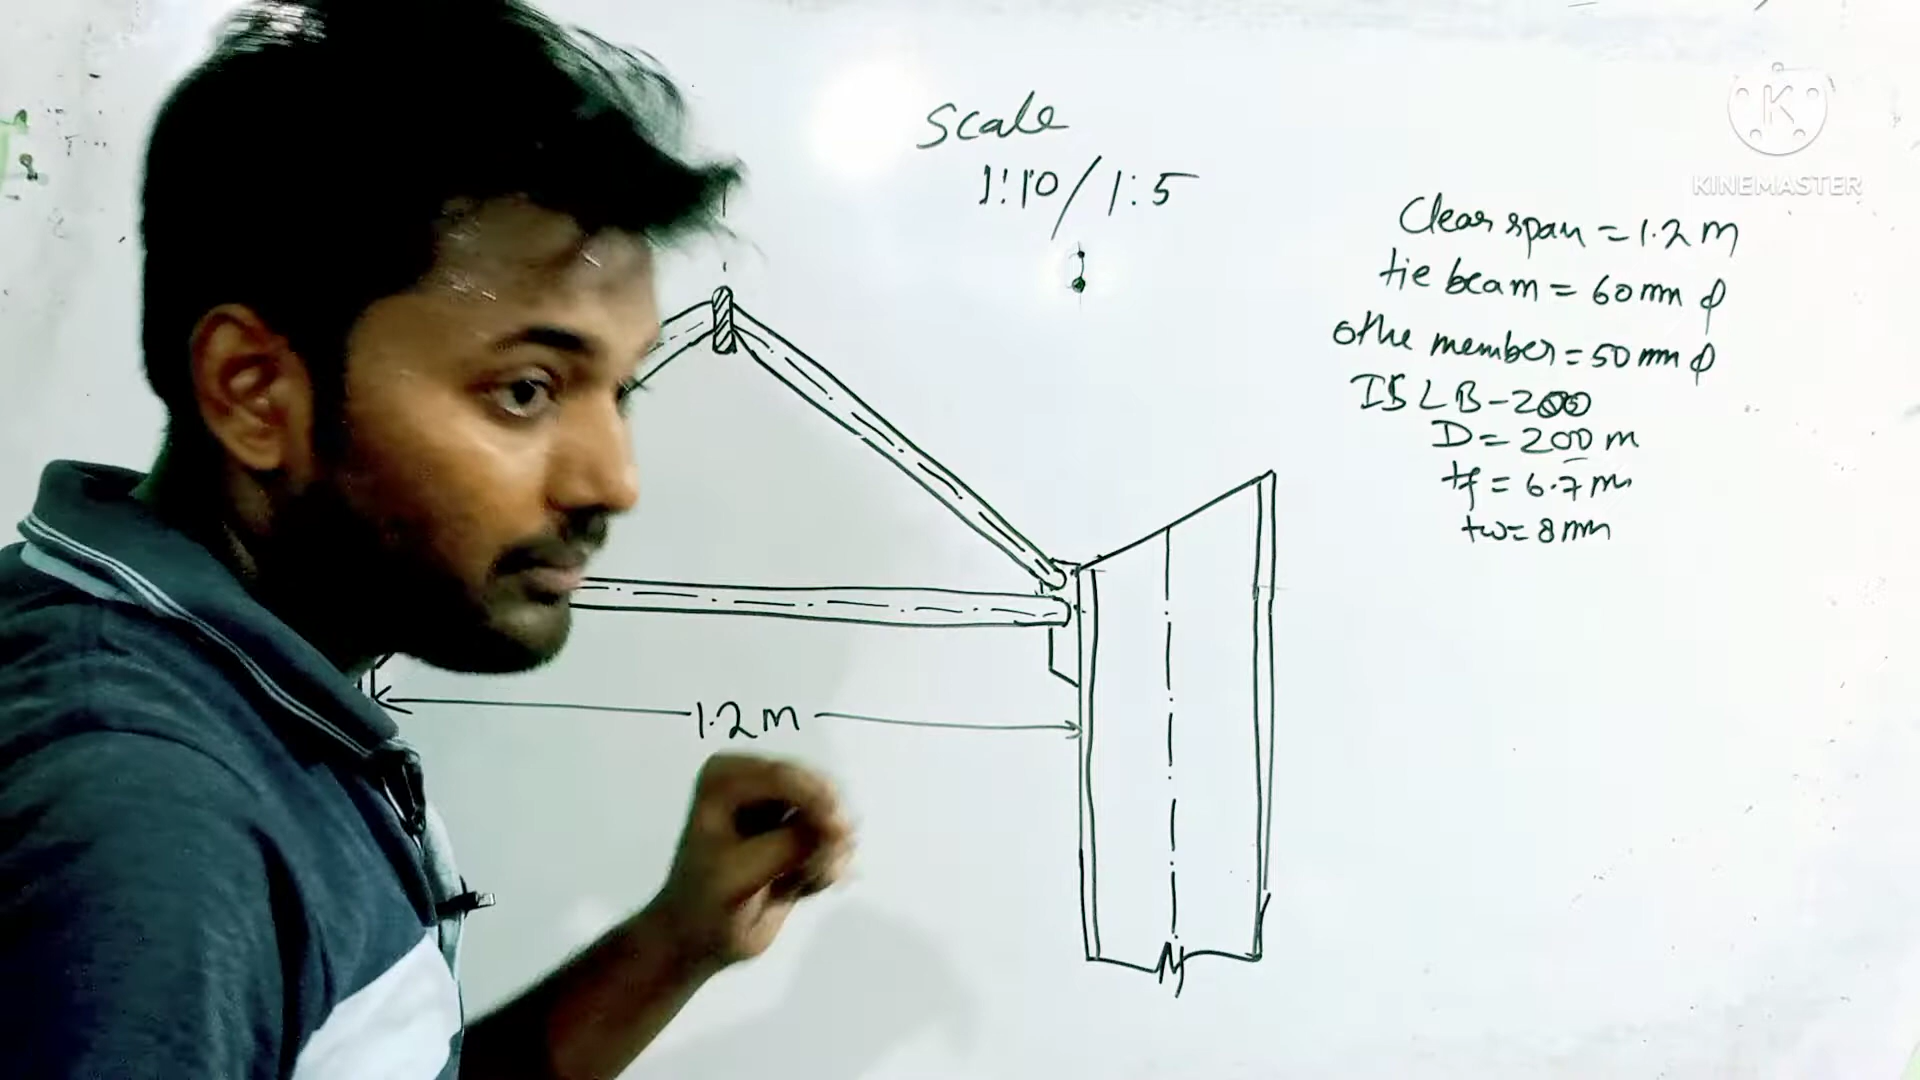 Scale
1:10/1:5
KINEMASTER
Clear span = 1.2 m
tie beam = 60 mm ϕ
othe member = 50 mm ϕ
ISLB-200
D = 200 m
tf = 6.7 m
tw = 8 mm
1.2 m